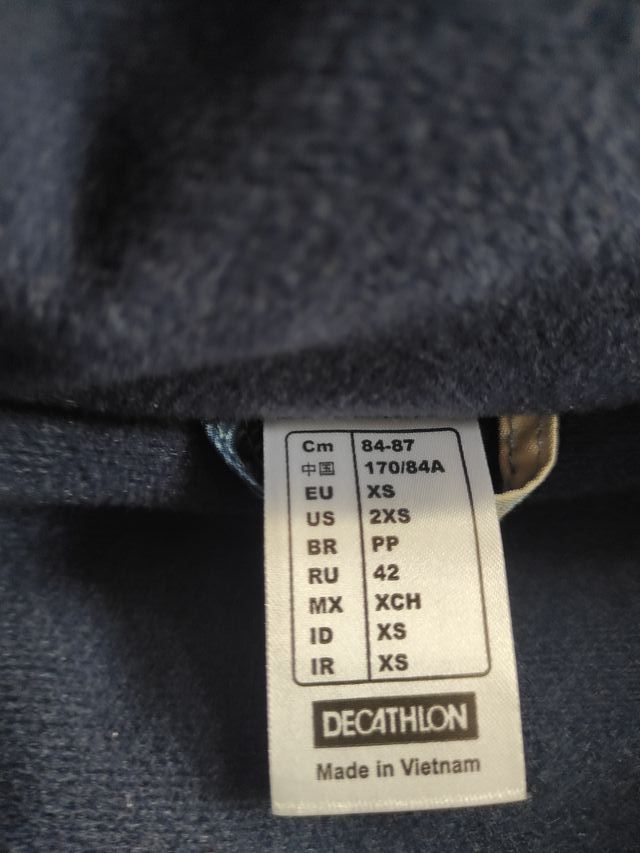 Cm 84-87
中国 170/84A
EU XS
US 2XS
BR PP
RU 42
MX XCH
ID XS
IR XS
DECATHLON
Made in Vietnam